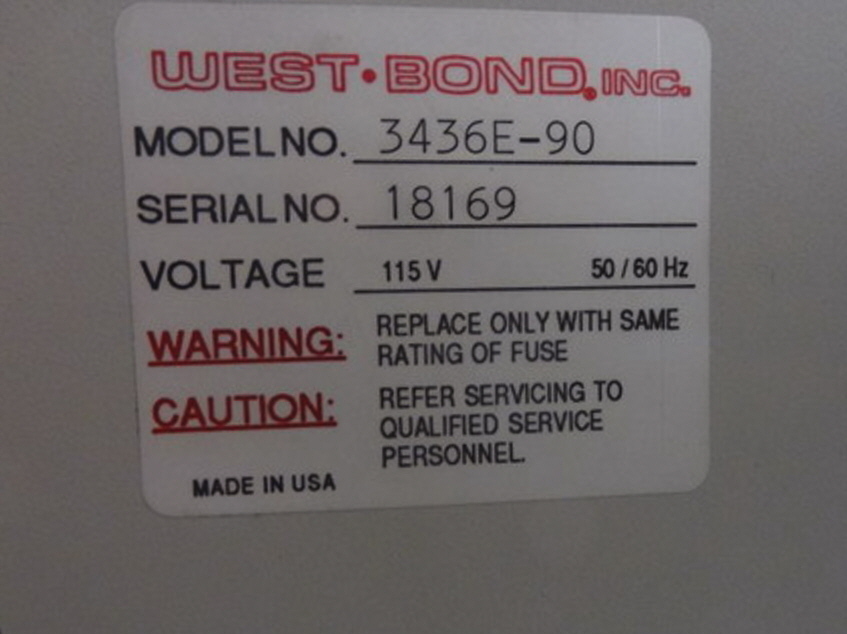 WEST·BOND, INC.
MODEL NO. 3436E-90
SERIAL NO. 18169
VOLTAGE 115 V 50 / 60 Hz
WARNING: REPLACE ONLY WITH SAME
RATING OF FUSE
CAUTION: REFER SERVICING TO
QUALIFIED SERVICE
PERSONNEL.
MADE IN USA